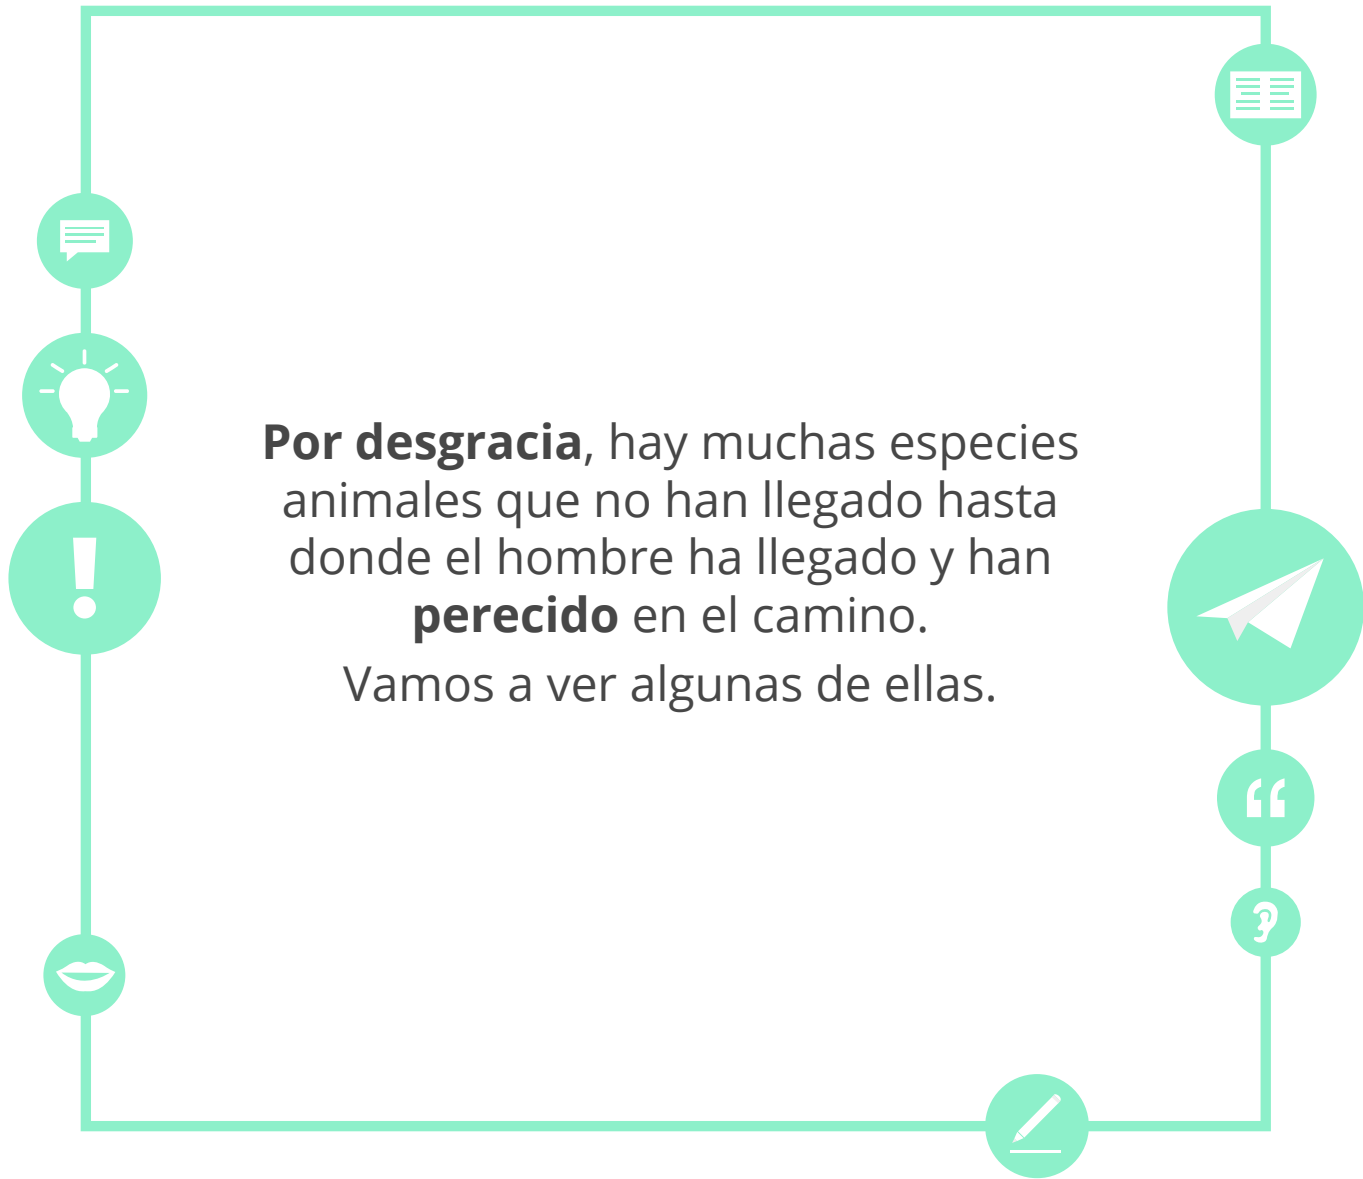 Por desgracia, hay muchas especies
animales que no han llegado hasta
donde el hombre ha llegado y han
perecido en el camino.
Vamos a ver algunas de ellas.